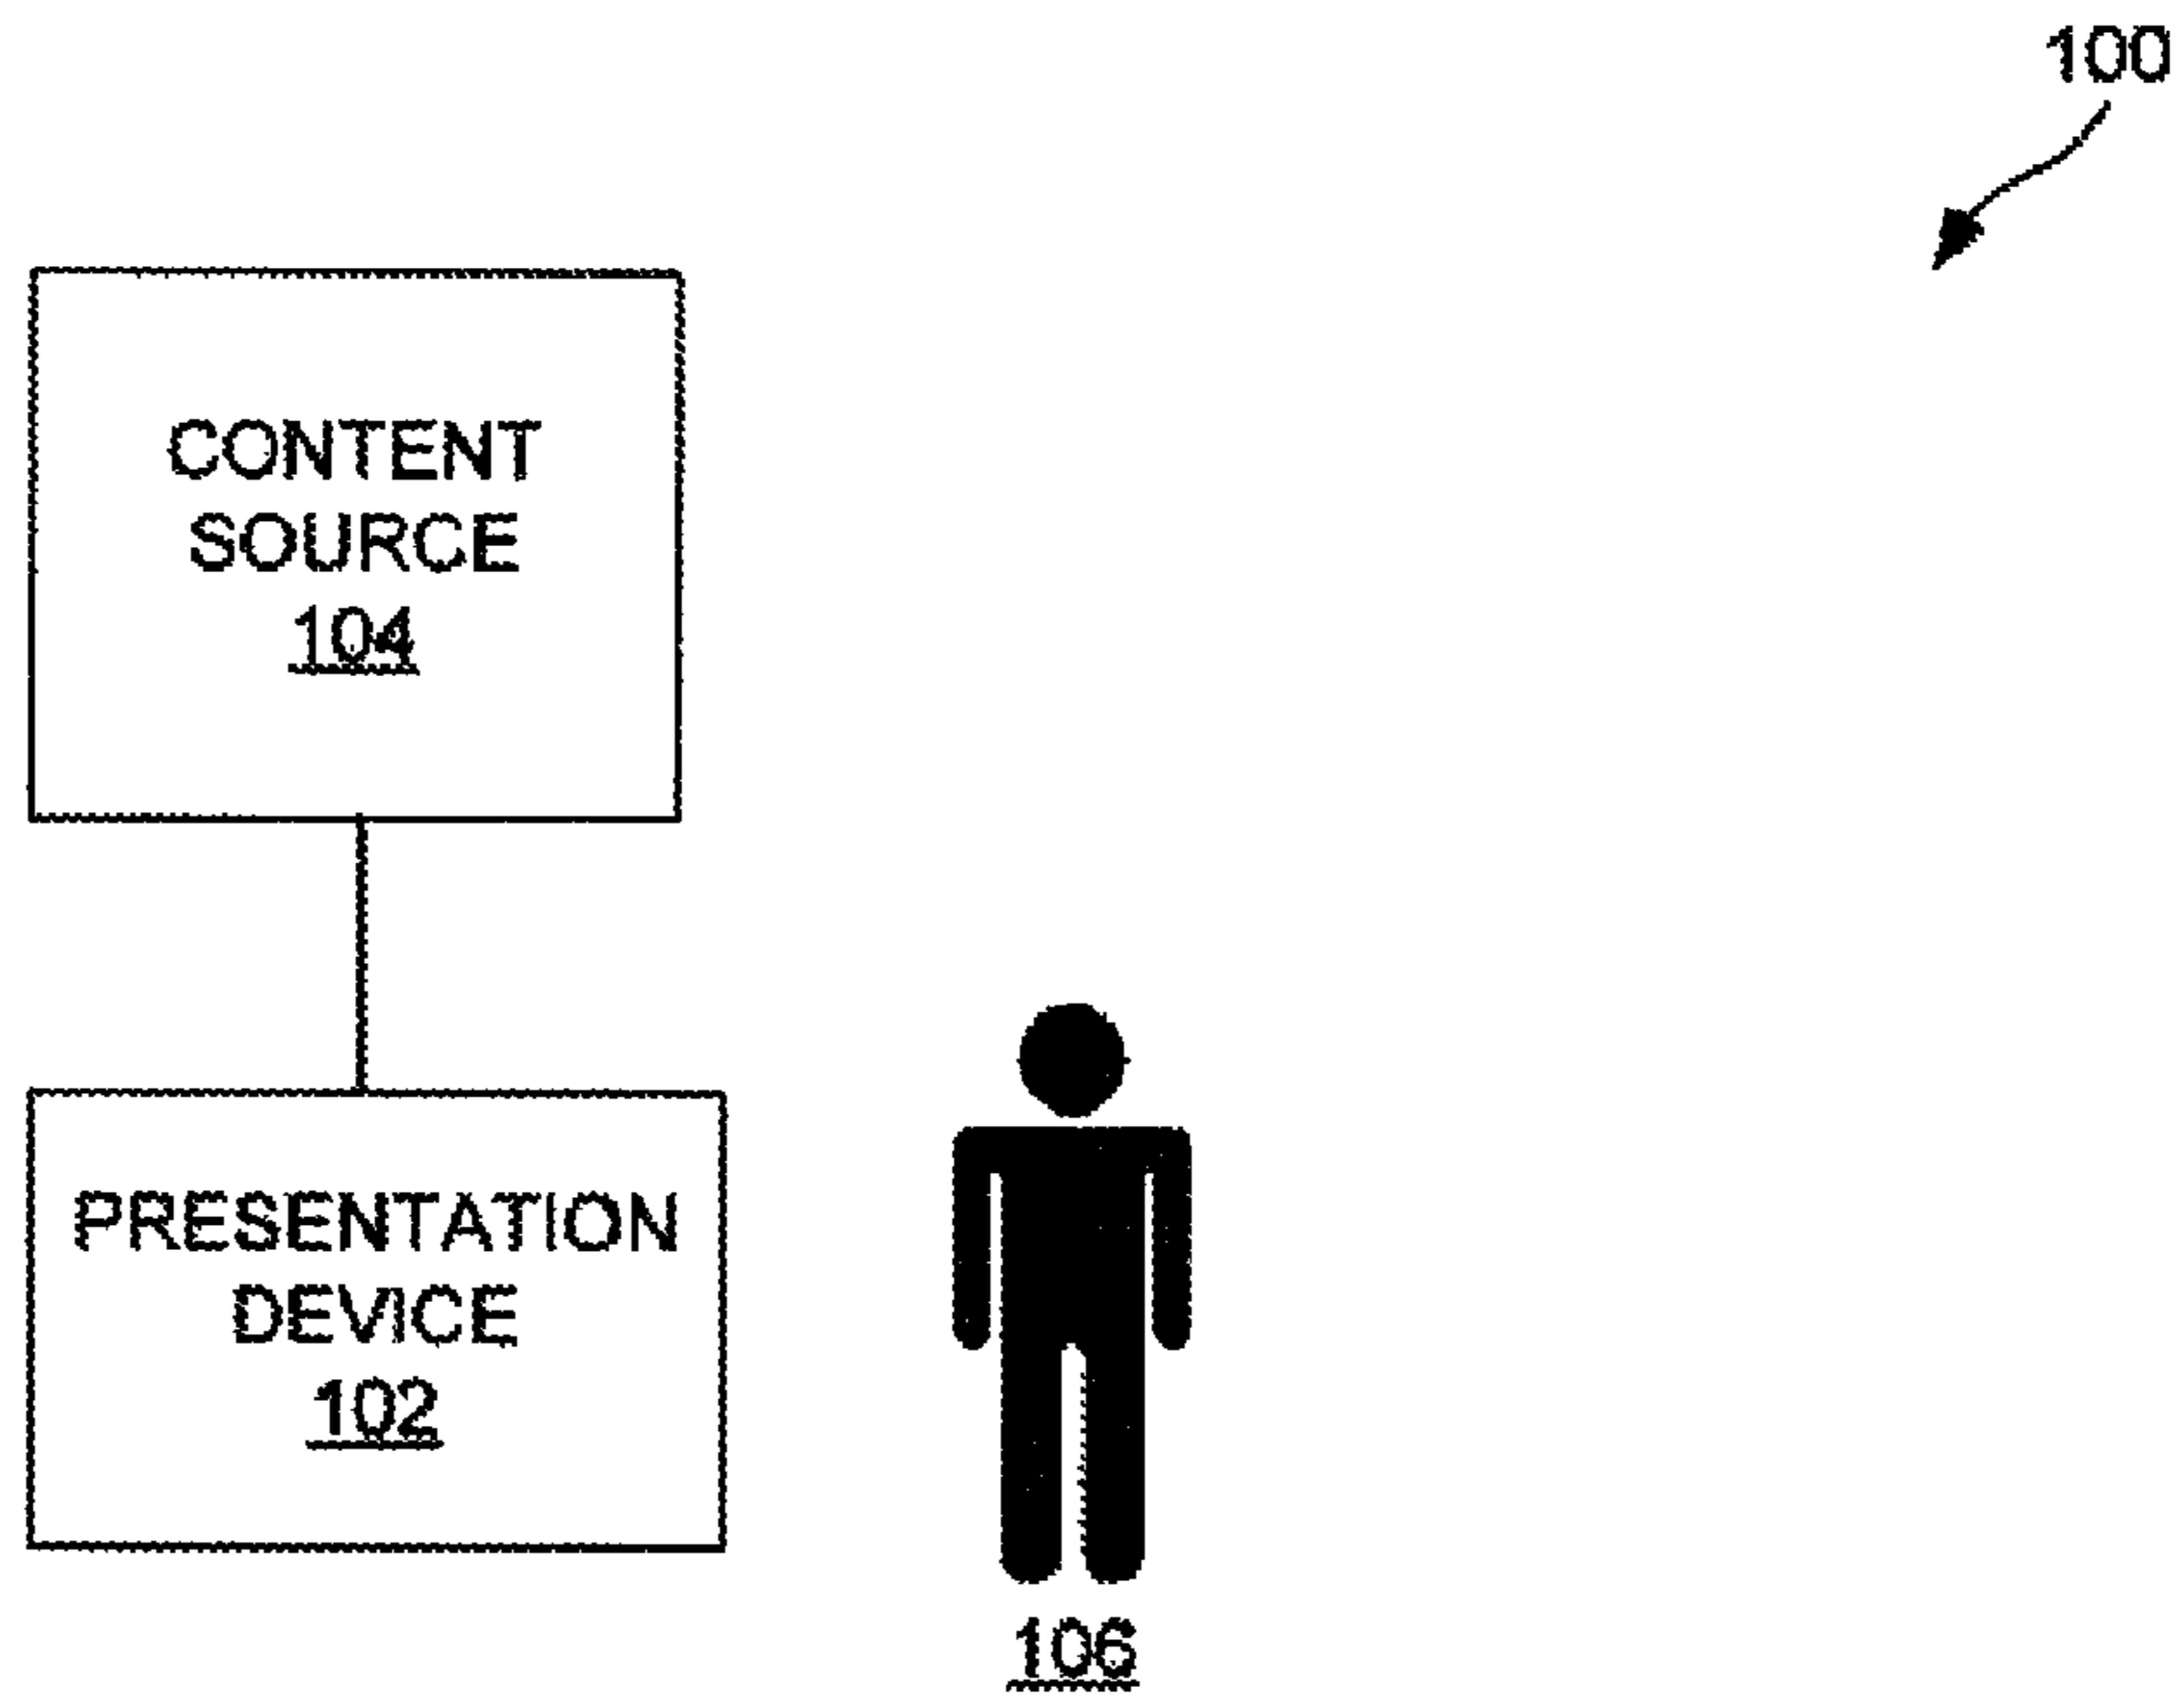 100
CONTENT
SOURCE
104
PRESENTATION
DEVICE
102
106